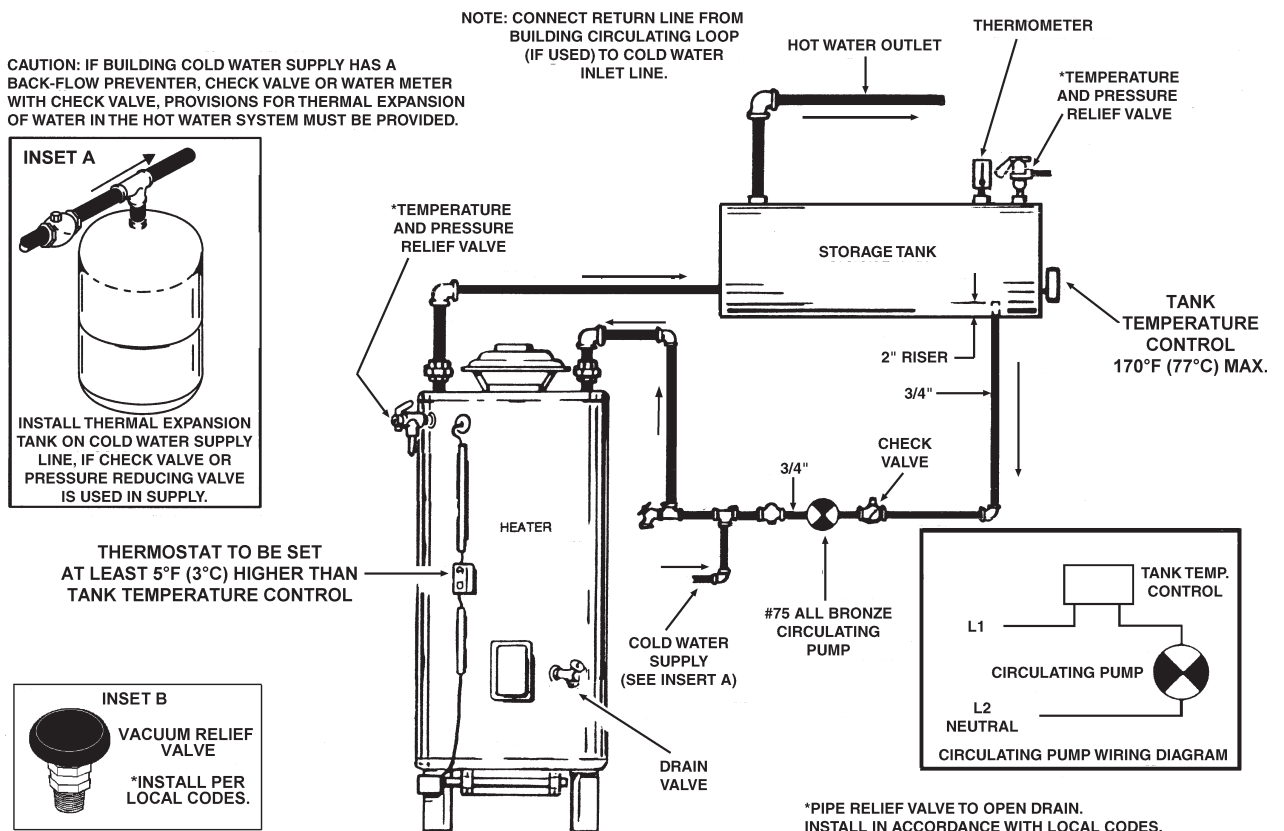 NOTE: CONNECT RETURN LINE FROM
BUILDING CIRCULATING LOOP
(IF USED) TO COLD WATER
INLET LINE.
THERMOMETER
HOT WATER OUTLET
CAUTION: IF BUILDING COLD WATER SUPPLY HAS A
BACK-FLOW PREVENTER, CHECK VALVE OR WATER METER
WITH CHECK VALVE, PROVISIONS FOR THERMAL EXPANSION
OF WATER IN THE HOT WATER SYSTEM MUST BE PROVIDED.
*TEMPERATURE
AND PRESSURE
RELIEF VALVE
INSET A
INSTALL THERMAL EXPANSION
TANK ON COLD WATER SUPPLY
LINE, IF CHECK VALVE OR
PRESSURE REDUCING VALVE
IS USED IN SUPPLY.
*TEMPERATURE
AND PRESSURE
RELIEF VALVE
STORAGE TANK
TANK
TEMPERATURE
CONTROL
170°F (77°C) MAX.
2" RISER
3/4"
CHECK
VALVE
3/4"
HEATER
THERMOSTAT TO BE SET
AT LEAST 5°F (3°C) HIGHER THAN
TANK TEMPERATURE CONTROL
#75 ALL BRONZE
CIRCULATING
PUMP
COLD WATER
SUPPLY
(SEE INSERT A)
TANK TEMP.
CONTROL
L1
CIRCULATING PUMP
L2
NEUTRAL
CIRCULATING PUMP WIRING DIAGRAM
INSET B
VACUUM RELIEF
VALVE
*INSTALL PER
LOCAL CODES.
DRAIN
VALVE
*PIPE RELIEF VALVE TO OPEN DRAIN.
INSTALL IN ACCORDANCE WITH LOCAL CODES.